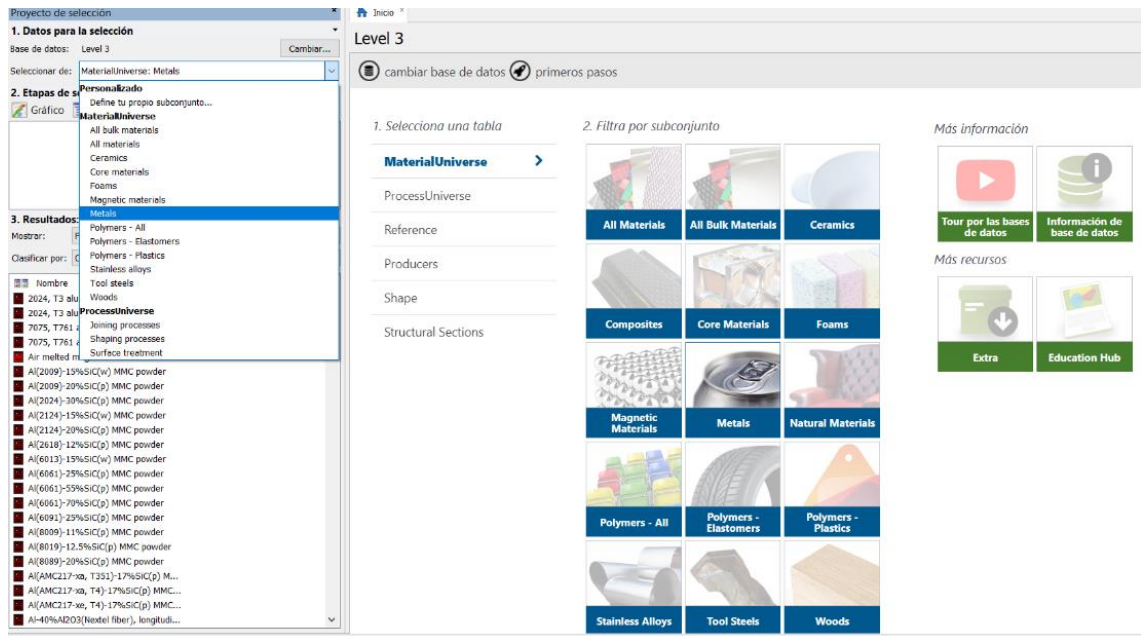 Proyecto de selección
1. Datos para la selección
Base de datos: Level 3 Cambiar...
Seleccionar de: MaterialUniverse: Metals
2. Etapas de s
Gráfico
Personalizado
Define tu propio subconjunto...
MaterialUniverse
All bulk materials
All materials
Ceramics
Core materials
Foams
Magnetic materials
Metals
Polymers - All
Polymers - Elastomers
Polymers - Plastics
Stainless alloys
Tool steels
Woods
ProcessUniverse
Joining processes
Shaping processes
Surface treatment
3. Resultados:
Mostrar:
Clasificar por:
Nombre
2024, T3 alu
2024, T3 alu
7075, T761
7075, T761
Air melted m
Al(2009)-15%SiC(w) MMC powder
Al(2009)-20%SiC(p) MMC powder
Al(2024)-30%SiC(p) MMC powder
Al(2124)-15%SiC(w) MMC powder
Al(2124)-20%SiC(p) MMC powder
Al(2618)-12%SiC(p) MMC powder
Al(6013)-15%SiC(w) MMC powder
Al(6061)-25%SiC(p) MMC powder
Al(6061)-55%SiC(p) MMC powder
Al(6061)-70%SiC(p) MMC powder
Al(6091)-25%SiC(p) MMC powder
Al(8009)-11%SiC(p) MMC powder
Al(8019)-12.5%SiC(p) MMC powder
Al(8089)-20%SiC(p) MMC powder
Al(AMC217-xa, T351)-17%SiC(p) M...
Al(AMC217-xa, T4)-17%SiC(p) MMC...
Al(AMC217-xe, T4)-17%SiC(p) MMC...
Al-40%Al2O3(Nextel fiber), longitudi...
Inicio
Level 3
cambiar base de datos primeros pasos
1. Selecciona una tabla
MaterialUniverse
ProcessUniverse
Reference
Producers
Shape
Structural Sections
2. Filtra por subconjunto
All Materials
All Bulk Materials
Ceramics
Composites
Core Materials
Foams
Magnetic
Materials
Metals
Natural Materials
Polymers - All
Polymers -
Elastomers
Polymers -
Plastics
Stainless Alloys
Tool Steels
Woods
Más información
Tour por las bases
de datos
Información de
base de datos
Más recursos
Extra
Education Hub